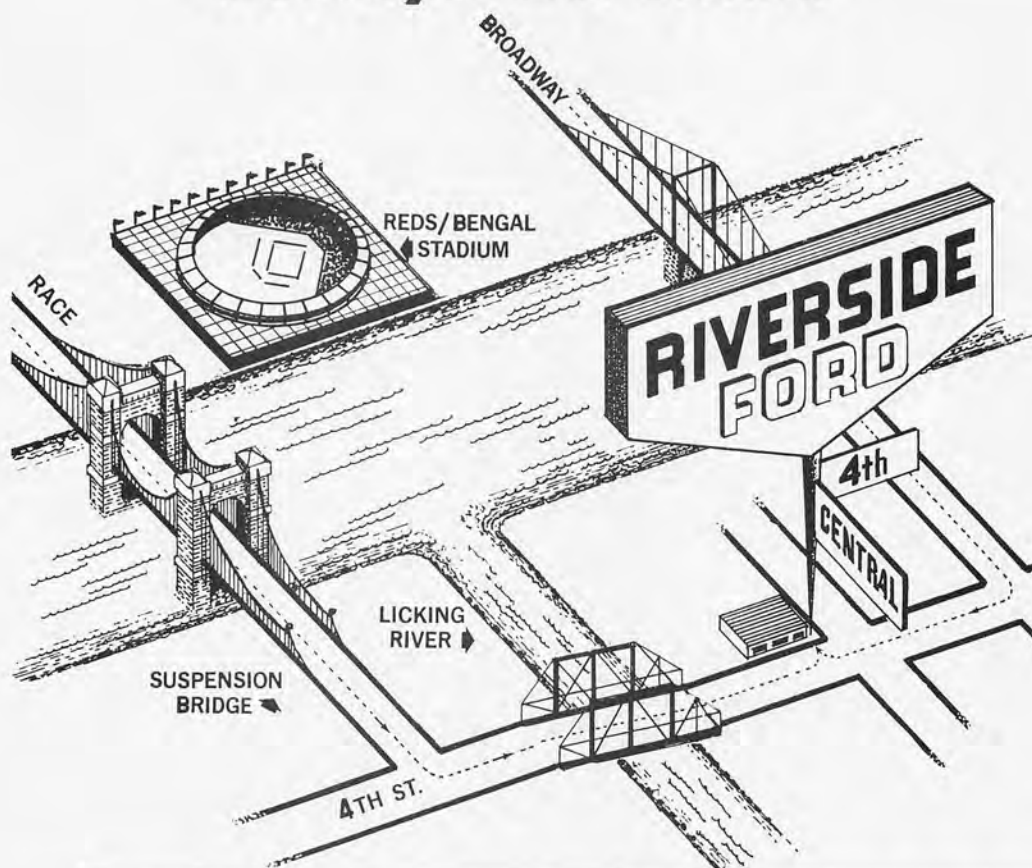 BROADWAY
REDS/BENGAL
STADIUM
RACE
RIVERSIDE
FORD
4th
CENTRAL
LICKING
RIVER
SUSPENSION
BRIDGE
4TH ST.